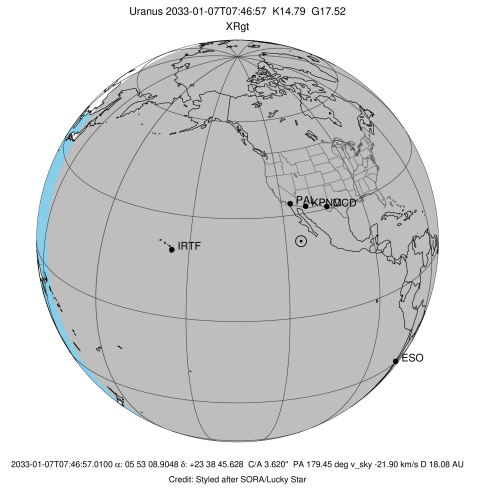 Uranus 2033-01-07T07:46:57 K14.79 G17.52
XRgt
PAL KPNO MCD
IRTF
ESO
2033-01-07T07:46:57.0100 α: 05 53 08.9048 δ: +23 38 45.628 C/A 3.620" PA 179.45 deg v_sky -21.90 km/s D 18.08 AU
Credit: Styled after SORA/Lucky Star